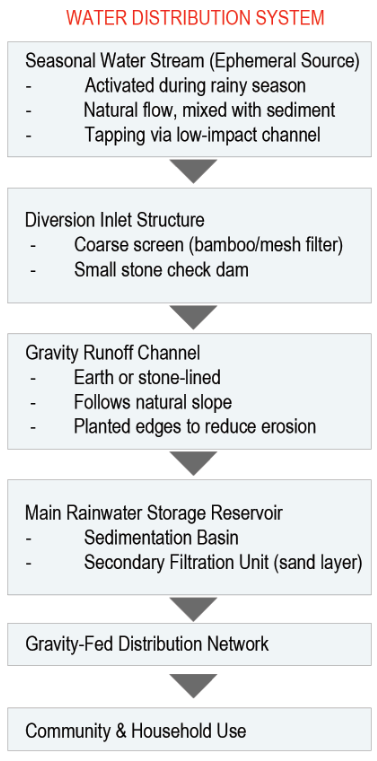 WATER DISTRIBUTION SYSTEM
Seasonal Water Stream (Ephemeral Source)
- Activated during rainy season
- Natural flow, mixed with sediment
- Tapping via low-impact channel
Diversion Inlet Structure
- Coarse screen (bamboo/mesh filter)
- Small stone check dam
Gravity Runoff Channel
- Earth or stone-lined
- Follows natural slope
- Planted edges to reduce erosion
Main Rainwater Storage Reservoir
- Sedimentation Basin
- Secondary Filtration Unit (sand layer)
Gravity-Fed Distribution Network
Community & Household Use